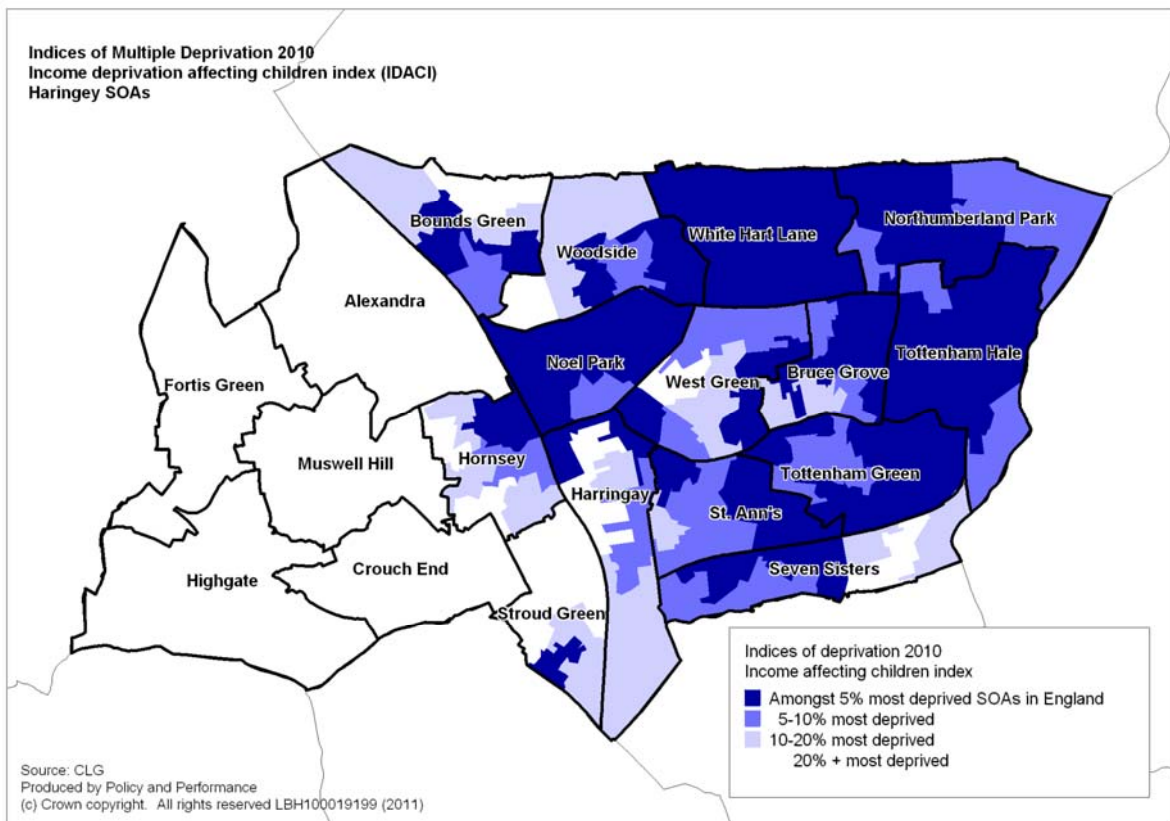 Indices of Multiple Deprivation 2010
Income deprivation affecting children index (IDACI)
Haringey SOAs
Bounds Green
Northumberland Park
White Hart Lane
Woodside
Alexandra
Noel Park
Tottenham Hale
Bruce Grove
West Green
Fortis Green
Muswell Hill
Hornsey
Tottenham Green
Harringay
St. Ann's
Crouch End
Seven Sisters
Highgate
Stroud Green
Indices of deprivation 2010
Income affecting children index
Amongst 5% most deprived SOAs in England
5-10% most deprived
10-20% most deprived
20% + most deprived
Source: CLG
Produced by Policy and Performance
(c) Crown copyright. All rights reserved LBH100019199 (2011)